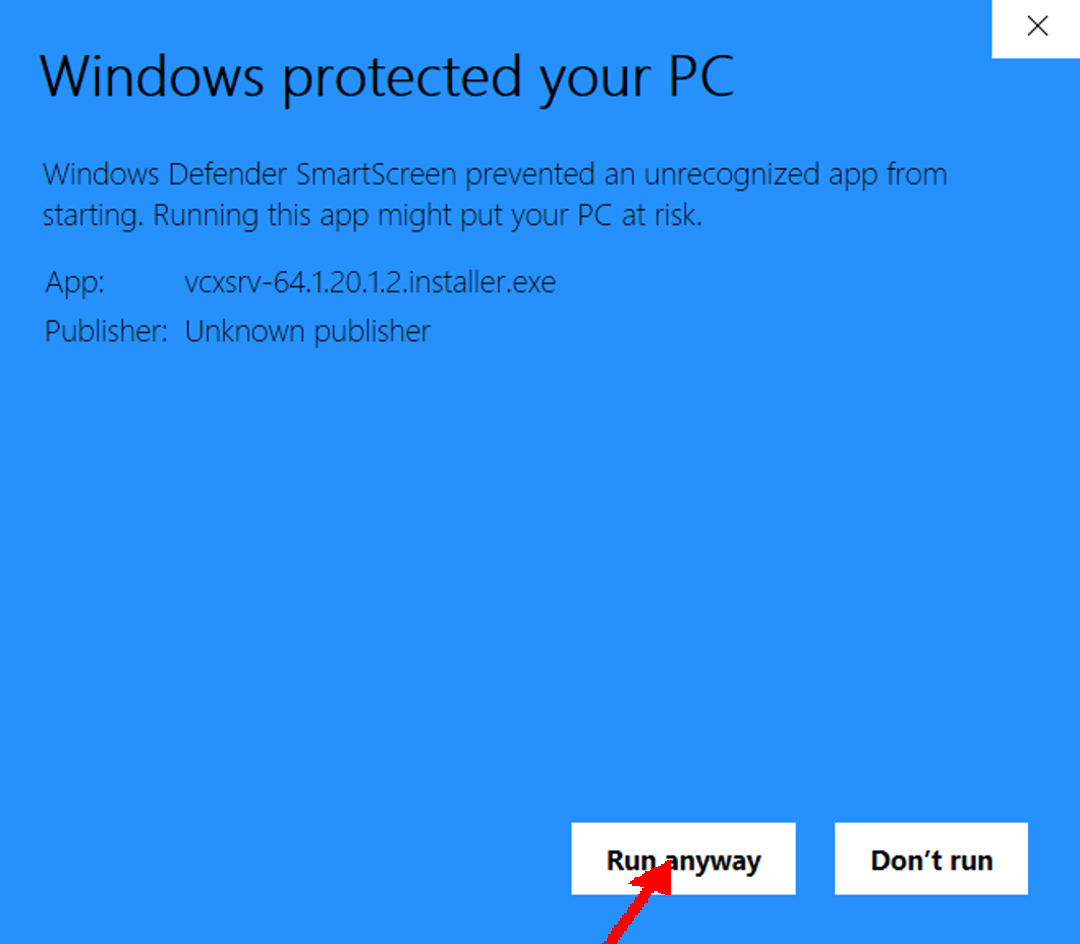 Windows protected your PC
Windows Defender SmartScreen prevented an unrecognized app from
starting. Running this app might put your PC at risk.
App: vcxsrv-64.1.20.1.2.installer.exe
Publisher: Unknown publisher
Run anyway Don’t run